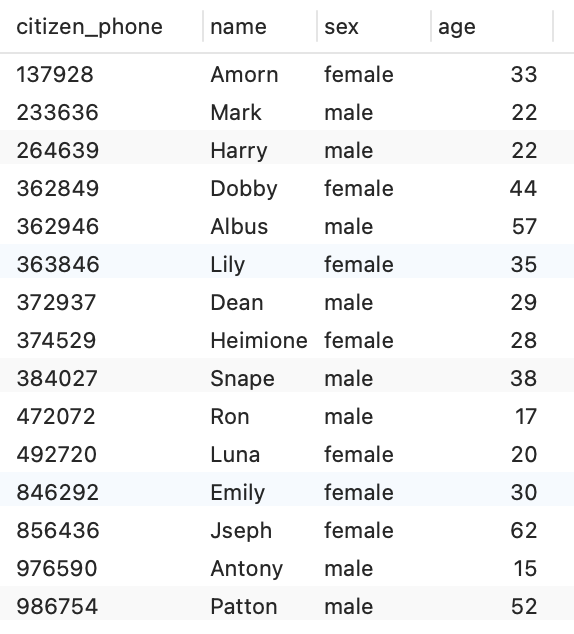 citizen_phone name sex age
137928 Amorn female 33
233636 Mark male 22
264639 Harry male 22
362849 Dobby female 44
362946 Albus male 57
363846 Lily female 35
372937 Dean male 29
374529 Heimione female 28
384027 Snape male 38
472072 Ron male 17
492720 Luna female 20
846292 Emily female 30
856436 Jseph female 62
976590 Antony male 15
986754 Patton male 52